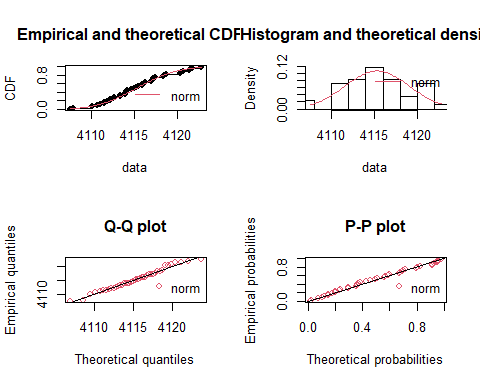 Empirical and theoretical CDF
CDF
0.0
0.8
norm
4110 4115 4120
data
Histogram and theoretical densi
Density
0.00
0.12
norm
4110 4115 4120
data
Q-Q plot
Empirical quantiles
4110
norm
4110 4115 4120
Theoretical quantiles
P-P plot
Empirical probabilities
0.0
0.8
norm
0.0 0.4 0.8
Theoretical probabilities